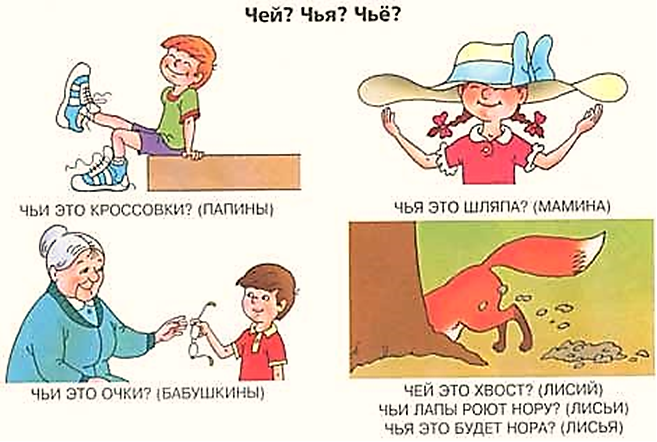 Чей? Чья? Чьё?
ЧЬИ ЭТО КРОССОВКИ? (ПАПИНЫ)
ЧЬЯ ЭТО ШЛЯПА? (МАМИНА)
ЧЬИ ЭТО ОЧКИ? (БАБУШКИНЫ)
ЧЕЙ ЭТО ХВОСТ? (ЛИСИЙ)
ЧЬИ ЛАПЫ РОЮТ НОРУ? (ЛИСЬИ)
ЧЬЯ ЭТО БУДЕТ НОРА? (ЛИСЬЯ)